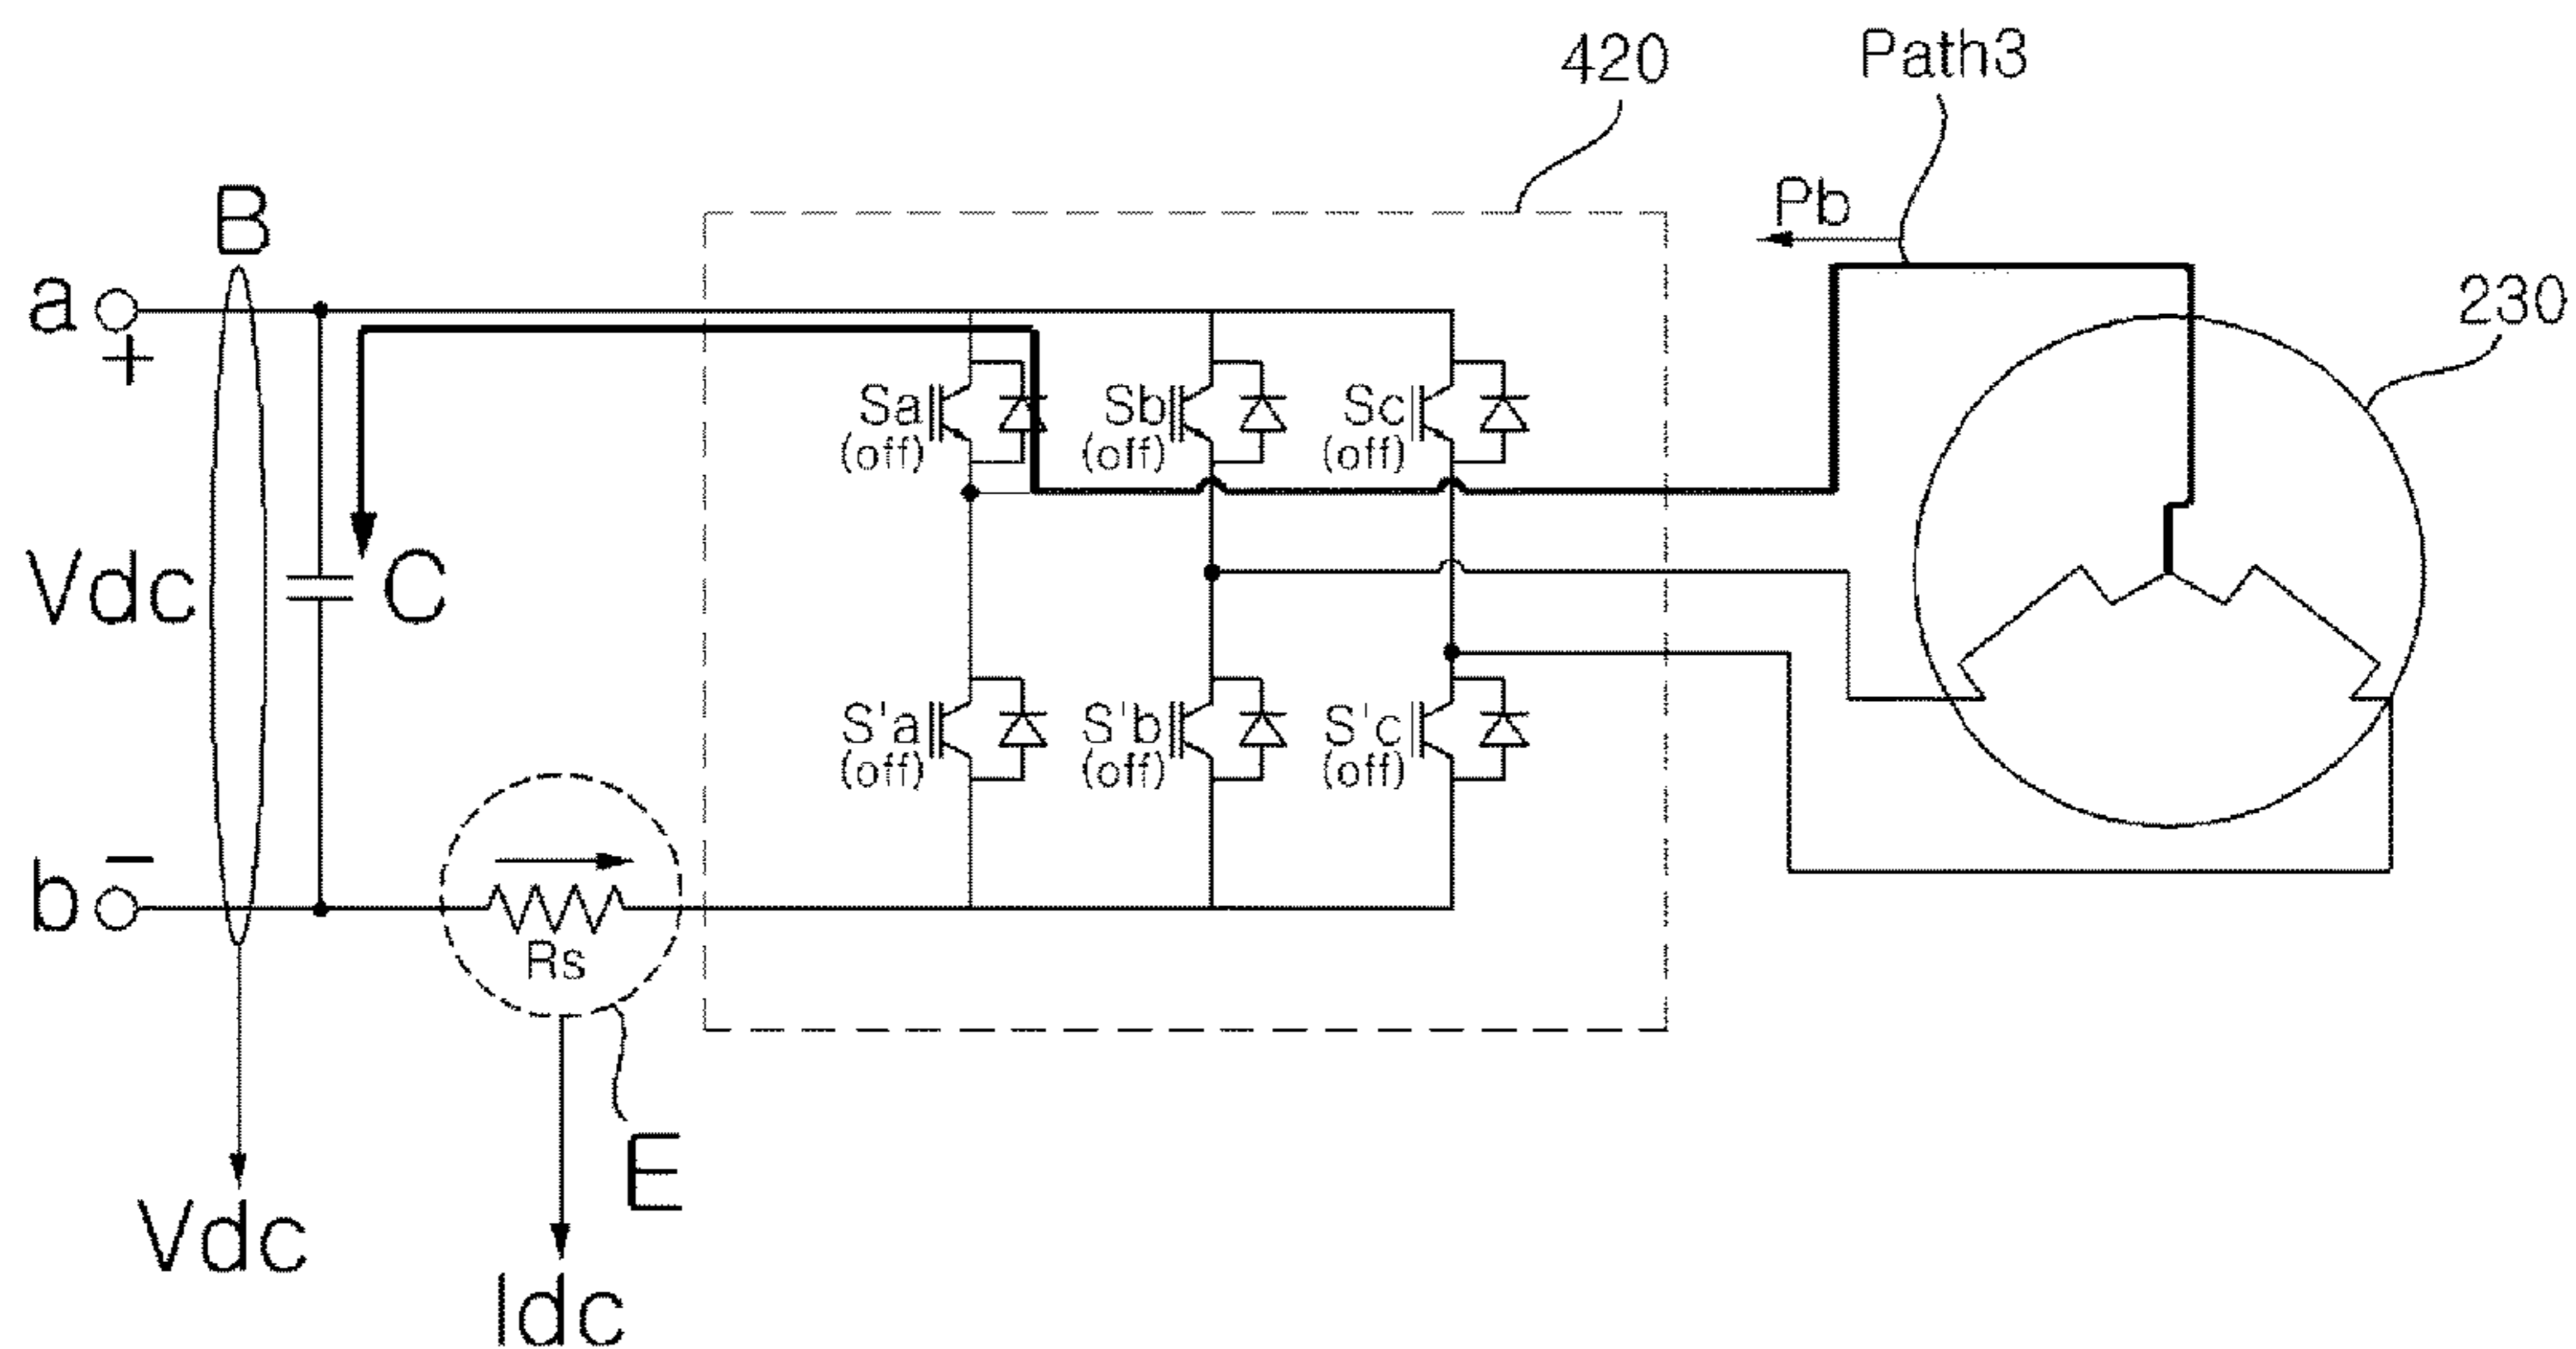 420
Path3
Pb
230
B
a
+
Sa
(off)
Sb
(off)
Sc
(off)
Vdc
C
S'a
(off)
S'b
(off)
S'c
(off)
b
−
Rs
E
Vdc
Idc